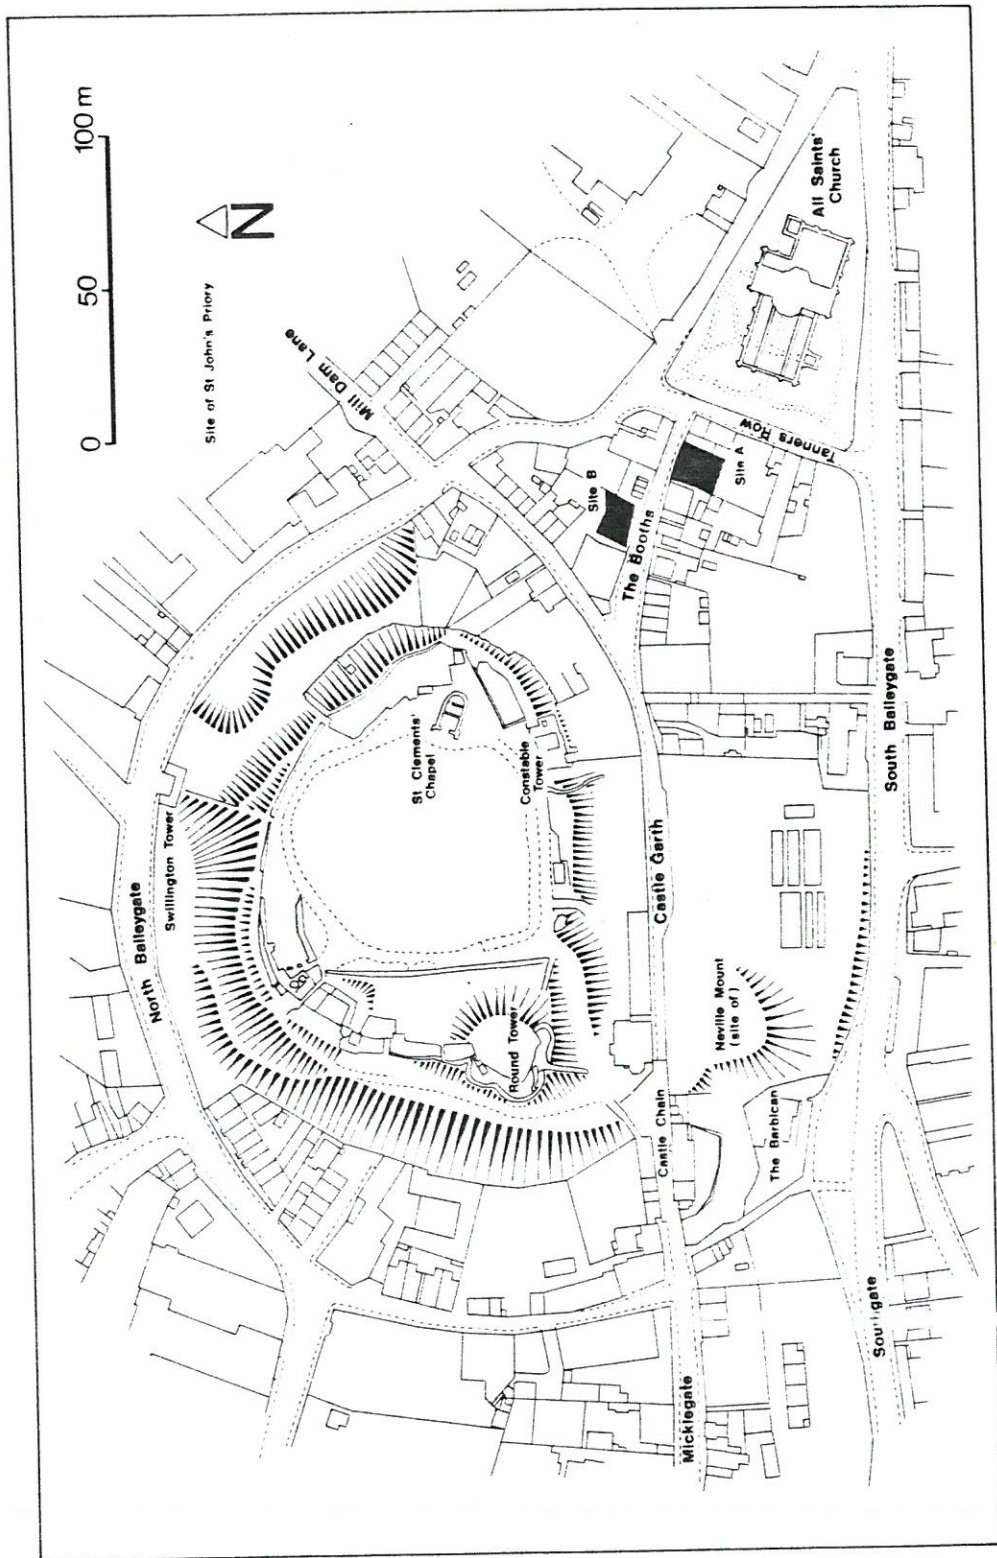 0 50 100 m
N
Site of St John's Priory
Mill Dam Lane
North Baileygate
Swillington Tower
St Clements'
Chapel
Constable
Tower
Round Tower
Site B
The Booths
Site A
Tanners Row
All Saints'
Church
Castle Garth
Castle Chain
Neville Mount
(site of)
The Barbican
South Baileygate
Micklegate
Southgate